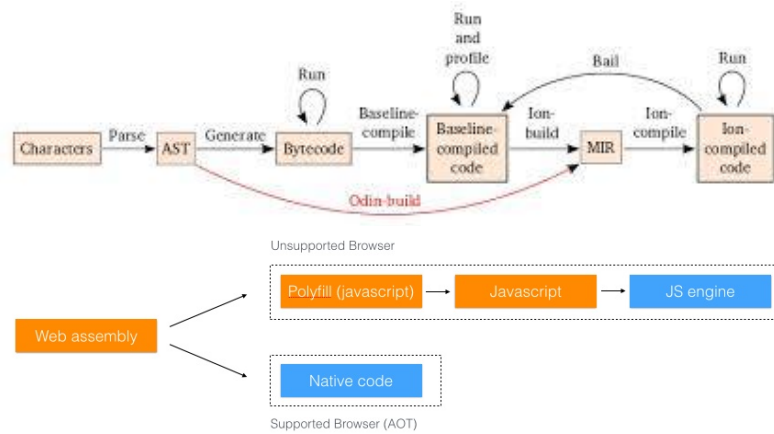 Run
and
profile
Run
Bail
Run
Parse
Generate
Baseline-
compile
Ion-
build
Ion-
compile
Characters
AST
Bytecode
Baseline-
compiled
code
MIR
Ion-
compiled
code
Odin-build
Unsupported Browser
Polyfill (javascript)
Javascript
JS engine
Web assembly
Native code
Supported Browser (AOT)